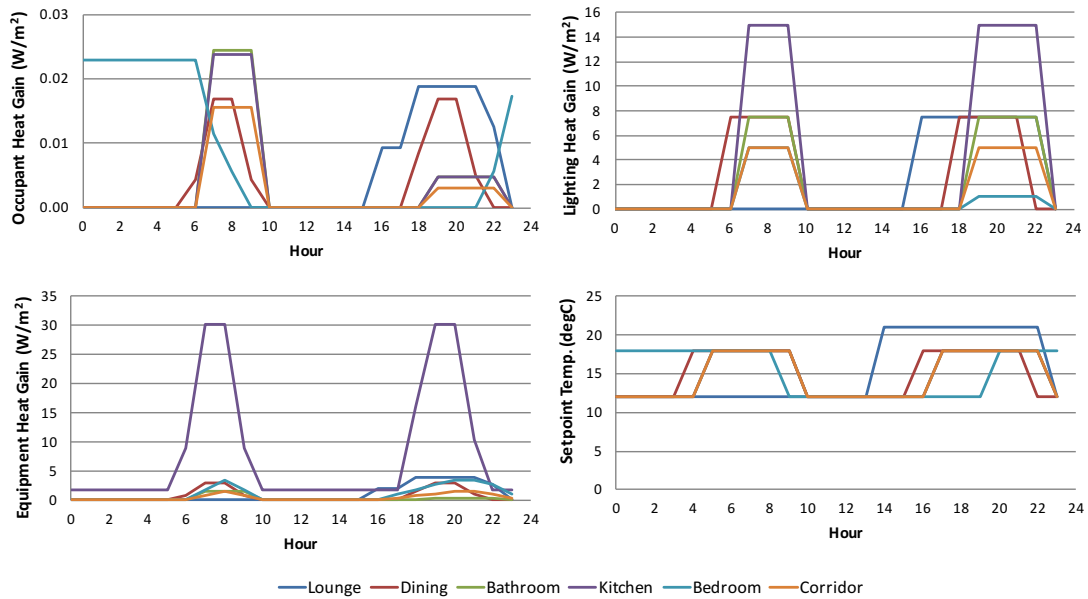 Occupant Heat Gain (W/m²)
0.03
0.02
0.01
0.00
0 2 4 6 8 10 12 14 16 18 20 22 24
Hour
Lighting Heat Gain (W/m²)
16
14
12
10
8
6
4
2
0
0 2 4 6 8 10 12 14 16 18 20 22 24
Hour
Equipment Heat Gain (W/m²)
35
30
25
20
15
10
5
0
0 2 4 6 8 10 12 14 16 18 20 22 24
Hour
Setpoint Temp. (degC)
25
20
15
10
5
0
0 2 4 6 8 10 12 14 16 18 20 22 24
Hour
Lounge Dining Bathroom Kitchen Bedroom Corridor